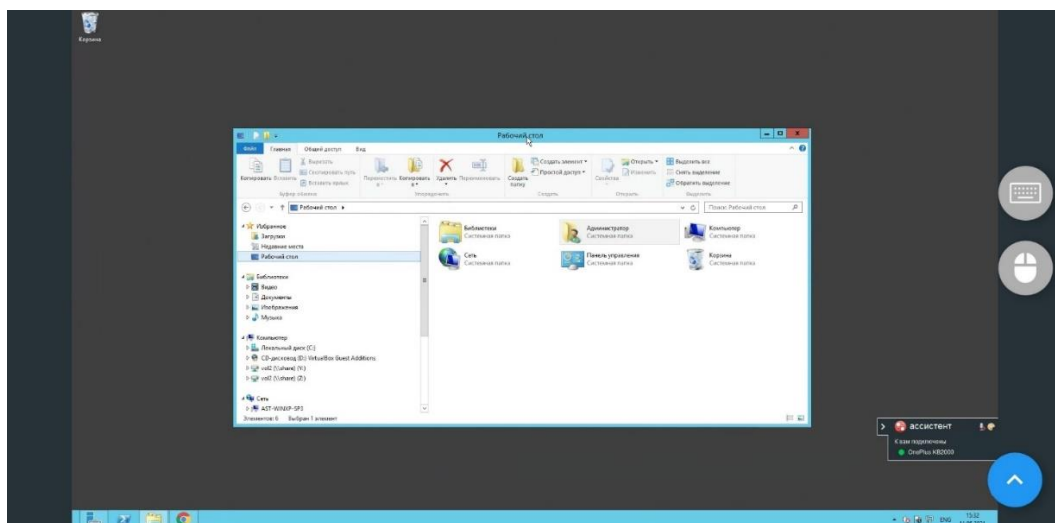 Корзина
Рабочий стол
Файл Главная Общий доступ Вид
Копировать Вставить
Вырезать
Скопировать путь
Вставить ярлык
Переместить в
Копировать в
Удалить
Переименовать
Создать папку
Создать элемент
Простой доступ
Свойства
Открыть
Изменить
Выделить все
Снять выделение
Обратить выделение
Буфер обмена
Упорядочить
Создать
Открыть
Выделить
Рабочий стол
Поиск: Рабочий стол
Избранное
Загрузки
Недавние места
Рабочий стол
Библиотеки
Видео
Документы
Изображения
Музыка
Компьютер
Локальный диск (C:)
CD-дисковод (D:) VirtualBox Guest Additions
vol2 (\\share) (Z:)
Сеть
AST-WINXP-SP3
Библиотеки
Системная папка
Администратор
Системная папка
Компьютер
Системная папка
Сеть
Системная папка
Панель управления
Системная папка
Корзина
Системная папка
Элементов: 6 Выбран 1 элемент
ассистент
К вам подключены
OnePlus KB2000
ENG
15:32